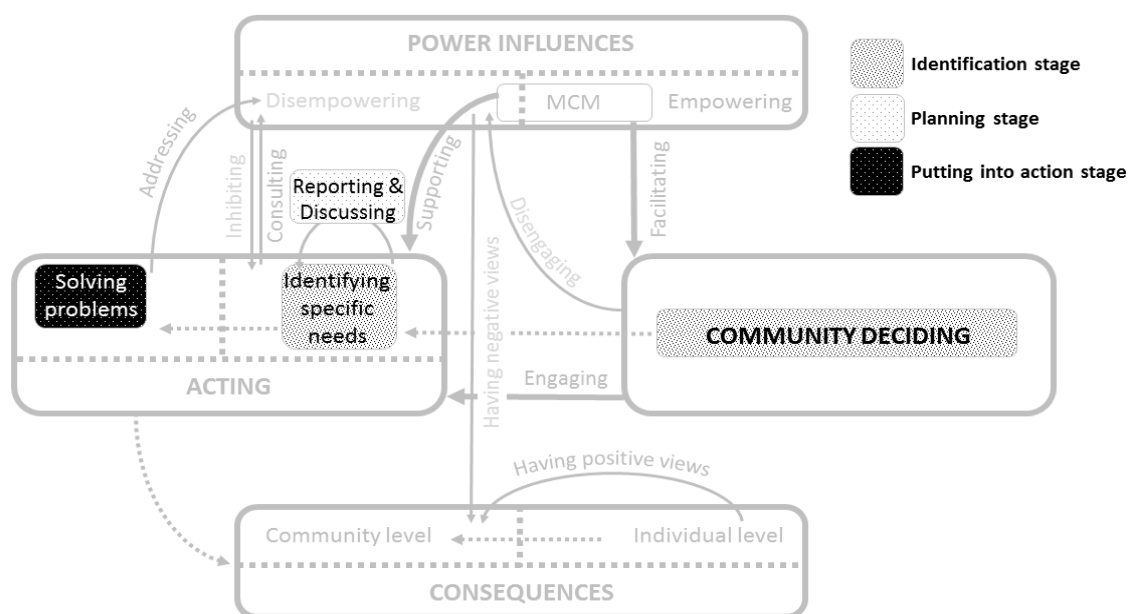 POWER INFLUENCES
Disempowering
MCM
Empowering
Identification stage
Planning stage
Putting into action stage
Addressing
Inhibiting
Consulting
Reporting &
Discussing
Supporting
Disengaging
Facilitating
Having negative views
Solving
problems
Identifying
specific
needs
COMMUNITY DECIDING
ACTING
Engaging
Having positive views
Community level
Individual level
CONSEQUENCES